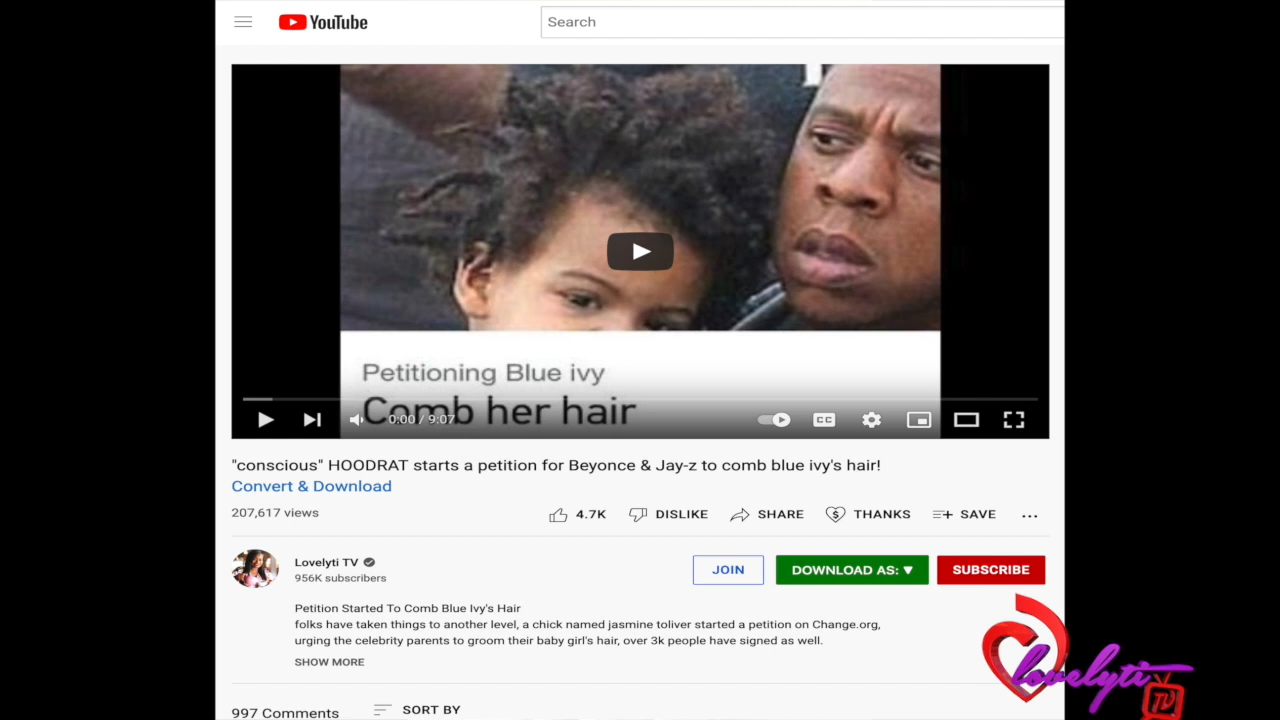 YouTube
Search
Petitioning Blue ivy
Comb her hair
0:00 / 9:07
CC
"conscious" HOODRAT starts a petition for Beyonce & Jay-z to comb blue ivy's hair!
Convert & Download
207,617 views
4.7K DISLIKE SHARE THANKS SAVE ...
Lovelyti TV
956K subscribers
JOIN DOWNLOAD AS: ▼ SUBSCRIBE
Petition Started To Comb Blue Ivy's Hair
folks have taken things to another level, a chick named jasmine toliver started a petition on Change.org,
urging the celebrity parents to groom their baby girl's hair, over 3k people have signed as well.
SHOW MORE
lovelyti
TV
997 Comments SORT BY